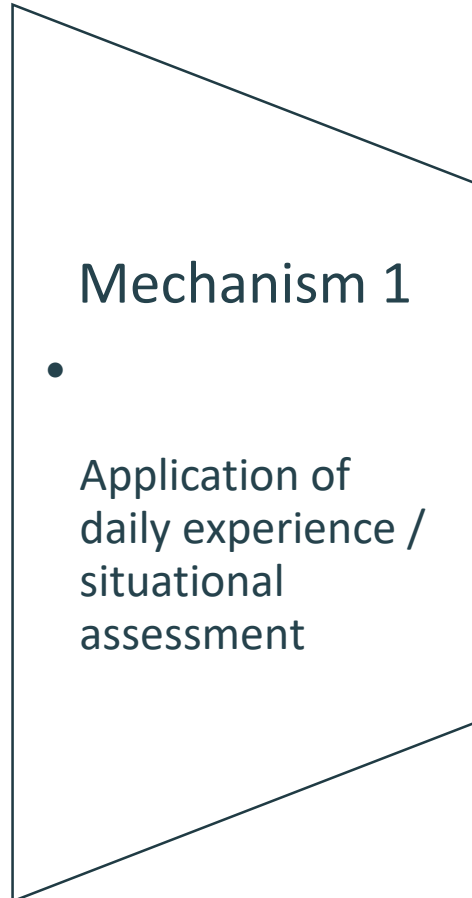 Mechanism 1
•
Application of
daily experience /
situational
assessment